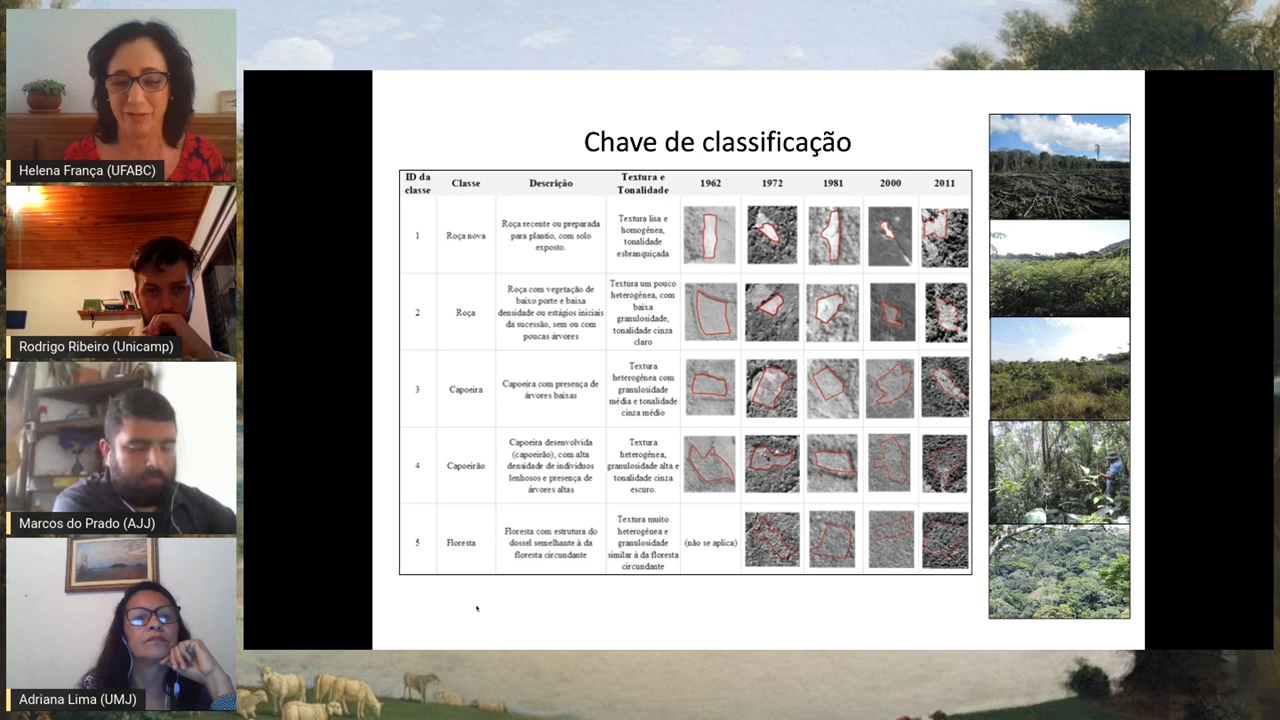 Helena França (UFABC)
Rodrigo Ribeiro (Unicamp)
Marcos do Prado (AJJ)
Adriana Lima (UMJ)
Chave de classificação
ID da
classe
Classe
Descrição
Textura e
Tonalidade
1962
1972
1981
2000
2011
1
Roça nova
Roça recente ou preparada
para plantio, com solo
exposto.
Textura lisa e
homogênea,
tonalidade
esbranquiçada
2
Roça
Roça com vegetação de
baixo porte e baixa
densidade ou estágios iniciais
da sucessão, sem ou com
poucas árvores
Textura um pouco
heterogênea, com
baixa
granulosidade,
tonalidade cinza
claro
3
Capoeira
Capoeira com presença de
árvores baixas
Textura
heterogênea com
granulosidade
média e tonalidade
cinza médio
4
Capoeirão
Capoeira desenvolvida
(capoeirão), com alta
densidade de indivíduos
lenhosos e presença de
árvores altas
Textura
heterogênea,
granulosidade alta e
tonalidade cinza
escuro.
5
Floresta
Floresta com estrutura do
dossel semelhante à da
floresta circundante
Textura muito
heterogênea e
granulosidade
similar à da floresta
circundante
(não se aplica)